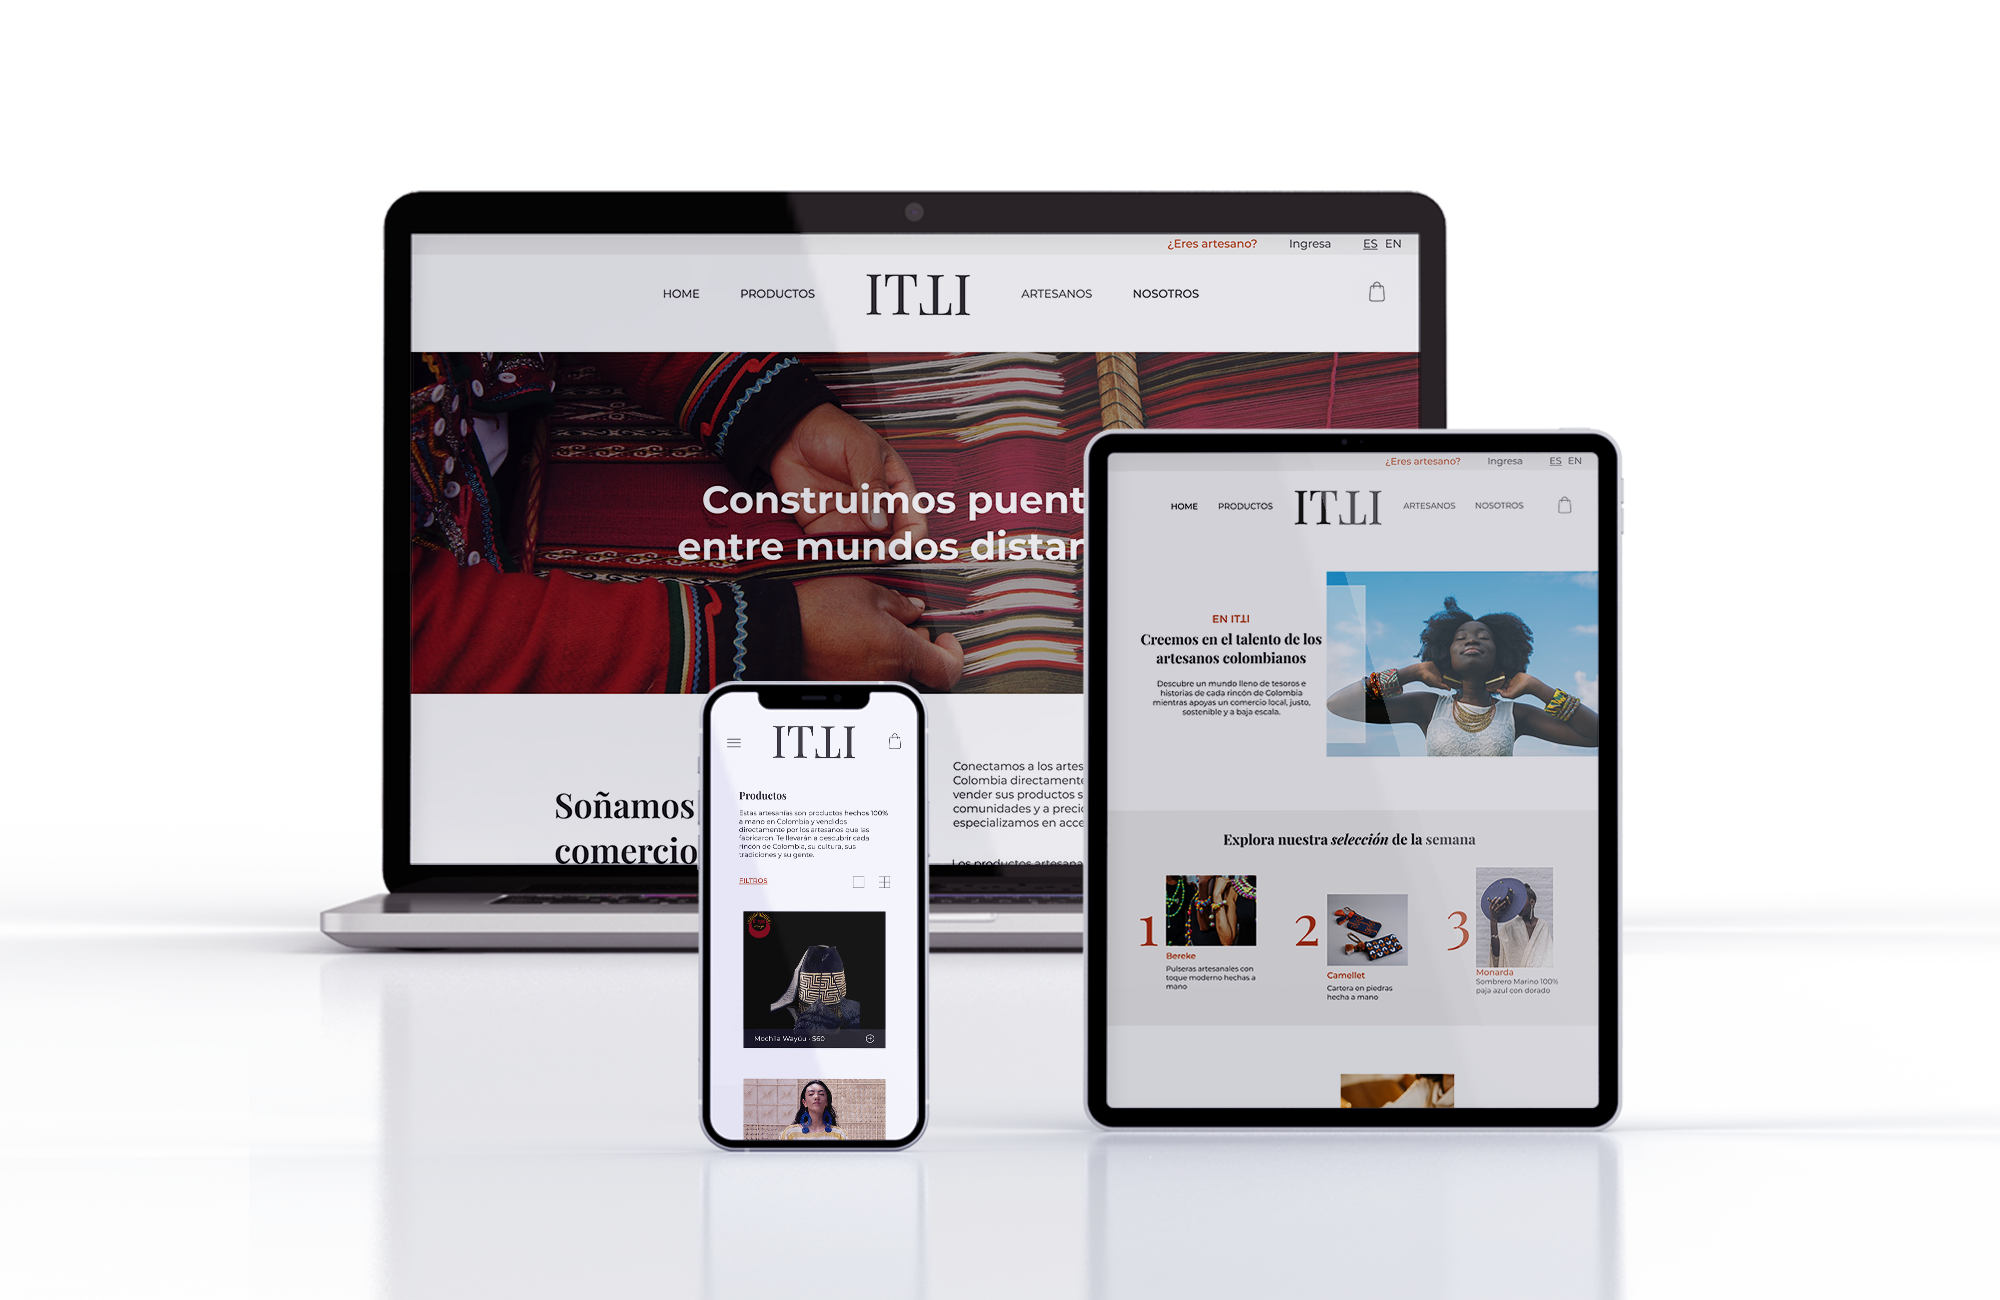 ¿Eres artesano? Ingresa ES EN
HOME PRODUCTOS ITTI ARTESANOS NOSOTROS
Construimos puent
entre mundos distan
Soñamos
comercio
Conectamos a los artes
Colombia directamente
vender sus productos s
comunidades y a preci
especializamos en acce
Los productos artesana
ITTI
Productos
Estas artesanías son productos hechos 100%
a mano en Colombia y vendidos
directamente por los artesanos que las
fabricaron. Te llevarán a descubrir cada
rincón de Colombia, su cultura, sus
tradiciones y su gente.
FILTROS
Mochila Wayúu · $60
¿Eres artesano? Ingresa ES EN
HOME PRODUCTOS ITTI ARTESANOS NOSOTROS
EN ITTI
Creemos en el talento de los
artesanos colombianos
Descubre un mundo lleno de tesoros e
historias de cada rincón de Colombia
mientras apoyas un comercio local, justo,
sostenible y a baja escala.
Explora nuestra selección de la semana
1
Bereke
Pulseras artesanales con
toque moderno hechas a
mano
2
Camellet
Cartera en piedras
hecha a mano
3
Monarda
Sombrero Marino 100%
paja azul con dorado